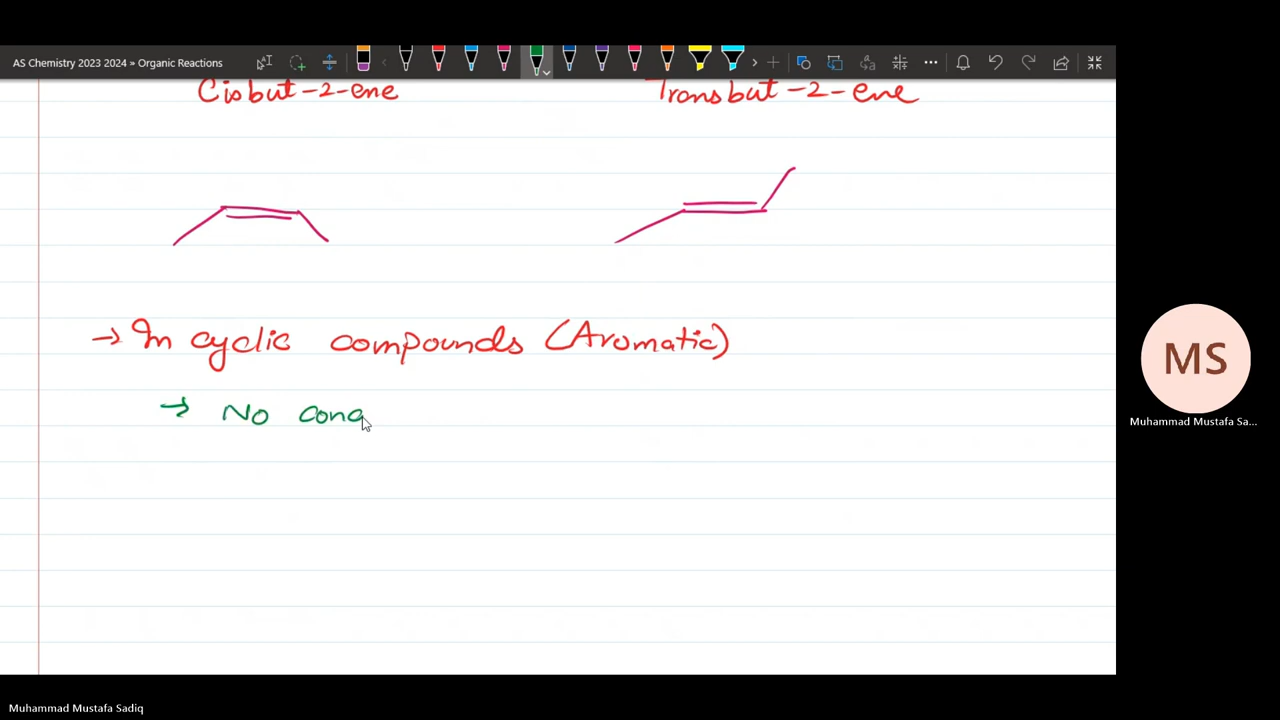 AS Chemistry 2023 2024 » Organic Reactions
Cisbut-2-ene
Transbut-2-ene
→ In cyclic compounds (Aromatic)
→ No conc
MS
Muhammad Mustafa Sa...
Muhammad Mustafa Sadiq